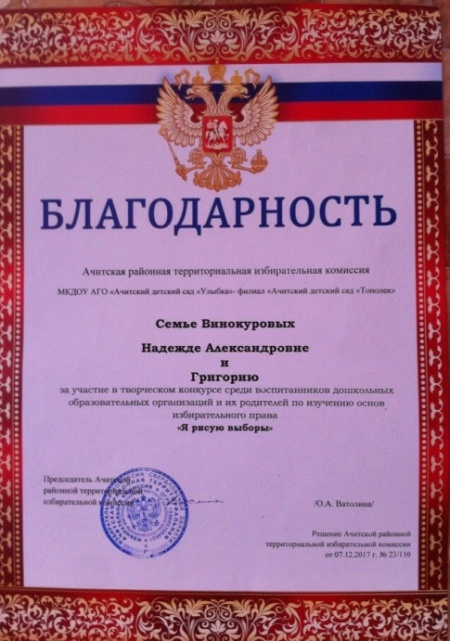 БЛАГОДАРНОСТЬ
Ачитская районная территориальная избирательная комиссия
МКДОУ АГО «Ачитский детский сад «Улыбка»- филиал «Ачитский детский сад «Тополек»
Семье Винокуровых
Надежде Александровне
и
Григорию
за участие в творческом конкурсе среди воспитанников дошкольных
образовательных организаций и их родителей по изучению основ
избирательного права
«Я рисую выборы»
Председатель Ачитской
районной территориальной
избирательной комиссии
/О.А. Ватолина/
Решение Ачитской районной
территориальной избирательной комиссии
от 07.12.2017 г. № 23/110